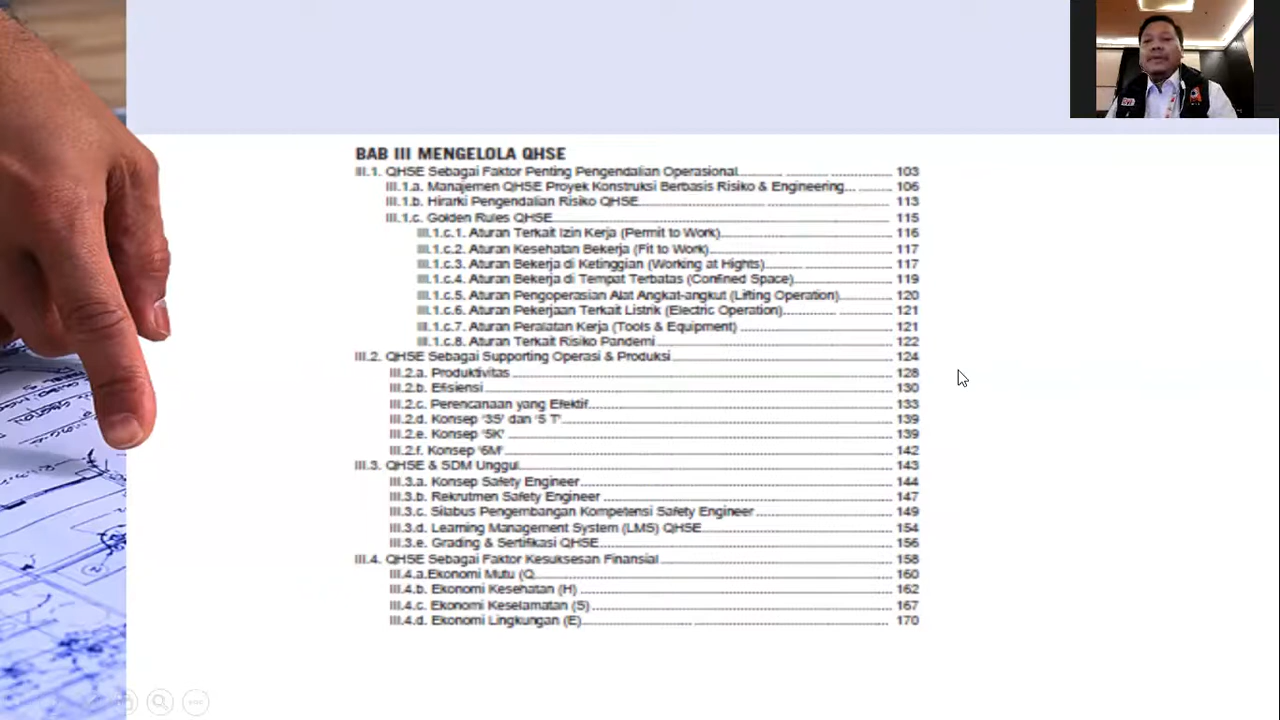 BAB III MENGELOLA QHSE
III.1. QHSE Sebagai Faktor Penting Pengendalian Operasional 103
III.1.a. Manajemen QHSE Proyek Konstruksi Berbasis Risiko & Engineering 106
III.1.b. Hirarki Pengendalian Risiko QHSE 113
III.1.c. Golden Rules QHSE 115
III.1.c.1. Aturan Terkait Izin Kerja (Permit to Work) 116
III.1.c.2. Aturan Kesehatan Bekerja (Fit to Work) 117
III.1.c.3. Aturan Bekerja di Ketinggian (Working at Hights) 117
III.1.c.4. Aturan Bekerja di Tempat Terbatas (Confined Space) 119
III.1.c.5. Aturan Pengoperasian Alat Angkat-angkut (Lifting Operation) 120
III.1.c.6. Aturan Pekerjaan Terkait Listrik (Electric Operation) 121
III.1.c.7. Aturan Peralatan Kerja (Tools & Equipment) 121
III.1.c.8. Aturan Terkait Risiko Pandemi 122
III.2. QHSE Sebagai Supporting Operasi & Produksi 124
III.2.a. Produktivitas 128
III.2.b. Efisiensi 130
III.2.c. Perencanaan yang Efektif 133
III.2.d. Konsep '3S' dan '5 T' 139
III.2.e. Konsep '5K' 139
III.2.f. Konsep '6M' 142
III.3. QHSE & SDM Unggul 143
III.3.a. Konsep Safety Engineer 144
III.3.b. Rekrutmen Safety Engineer 147
III.3.c. Silabus Pengembangan Kompetensi Safety Engineer 149
III.3.d. Learning Management System (LMS) QHSE 154
III.3.e. Grading & Sertifikasi QHSE 156
III.4. QHSE Sebagai Faktor Kesuksesan Finansial 158
III.4.a.Ekonomi Mutu (Q 160
III.4.b. Ekonomi Kesehatan (H) 162
III.4.c. Ekonomi Keselamatan (S) 167
III.4.d. Ekonomi Lingkungan (E) 170